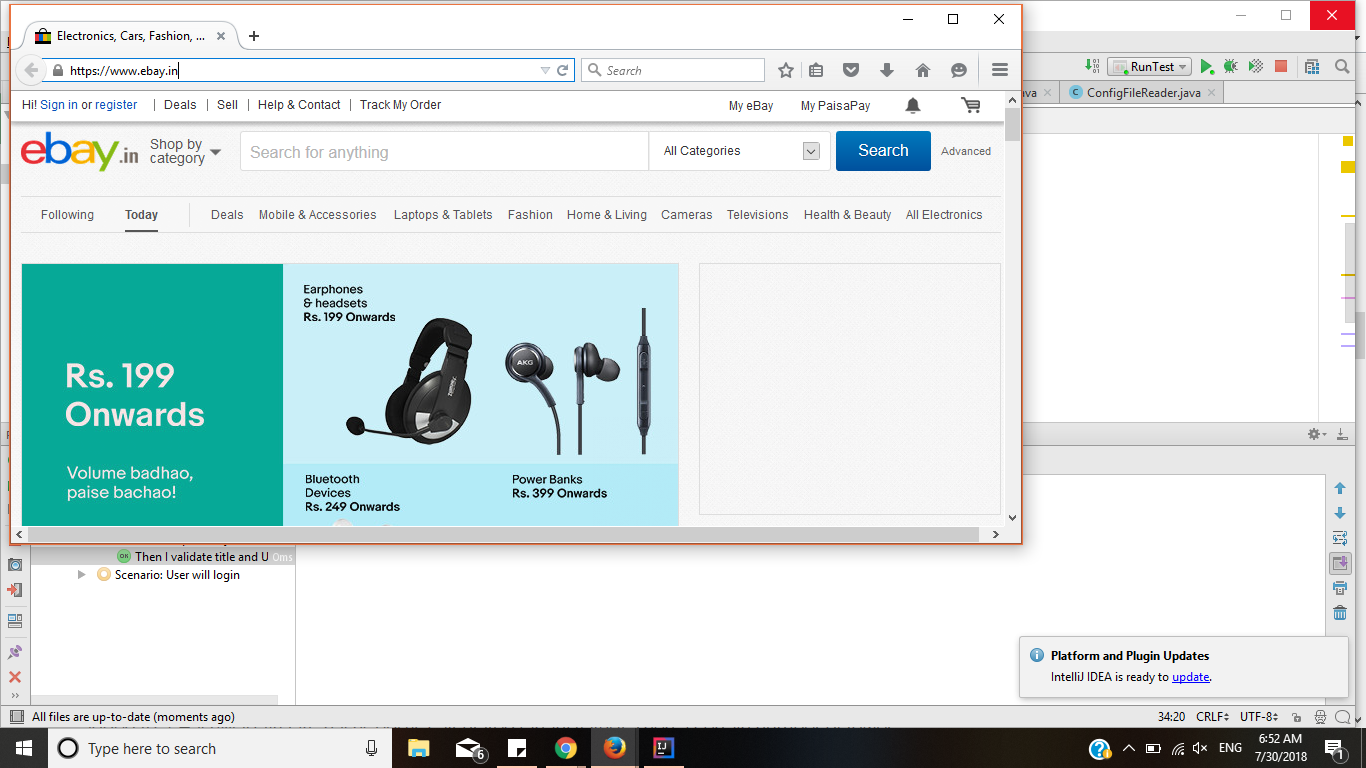 Electronics, Cars, Fashion, ...
https://www.ebay.in
Search
Hi! Sign in or register | Deals | Sell | Help & Contact | Track My Order
My eBay
My PaisaPay
ebay.in
Shop by
category
Search for anything
All Categories
Search
Advanced
Following
Today
Deals
Mobile & Accessories
Laptops & Tablets
Fashion
Home & Living
Cameras
Televisions
Health & Beauty
All Electronics
Rs. 199
Onwards
Volume badhao,
paise bachao!
Earphones
& headsets
Rs. 199 Onwards
AKG
Bluetooth
Devices
Rs. 249 Onwards
Power Banks
Rs. 399 Onwards
RunTest
ava
ConfigFileReader.java
Then I validate title and U 0ms
Scenario: User will login
Platform and Plugin Updates
IntelliJ IDEA is ready to update.
All files are up-to-date (moments ago)
34:20
CRLF
UTF-8
Type here to search
6
IJ
ENG
6:52 AM
7/30/2018
1